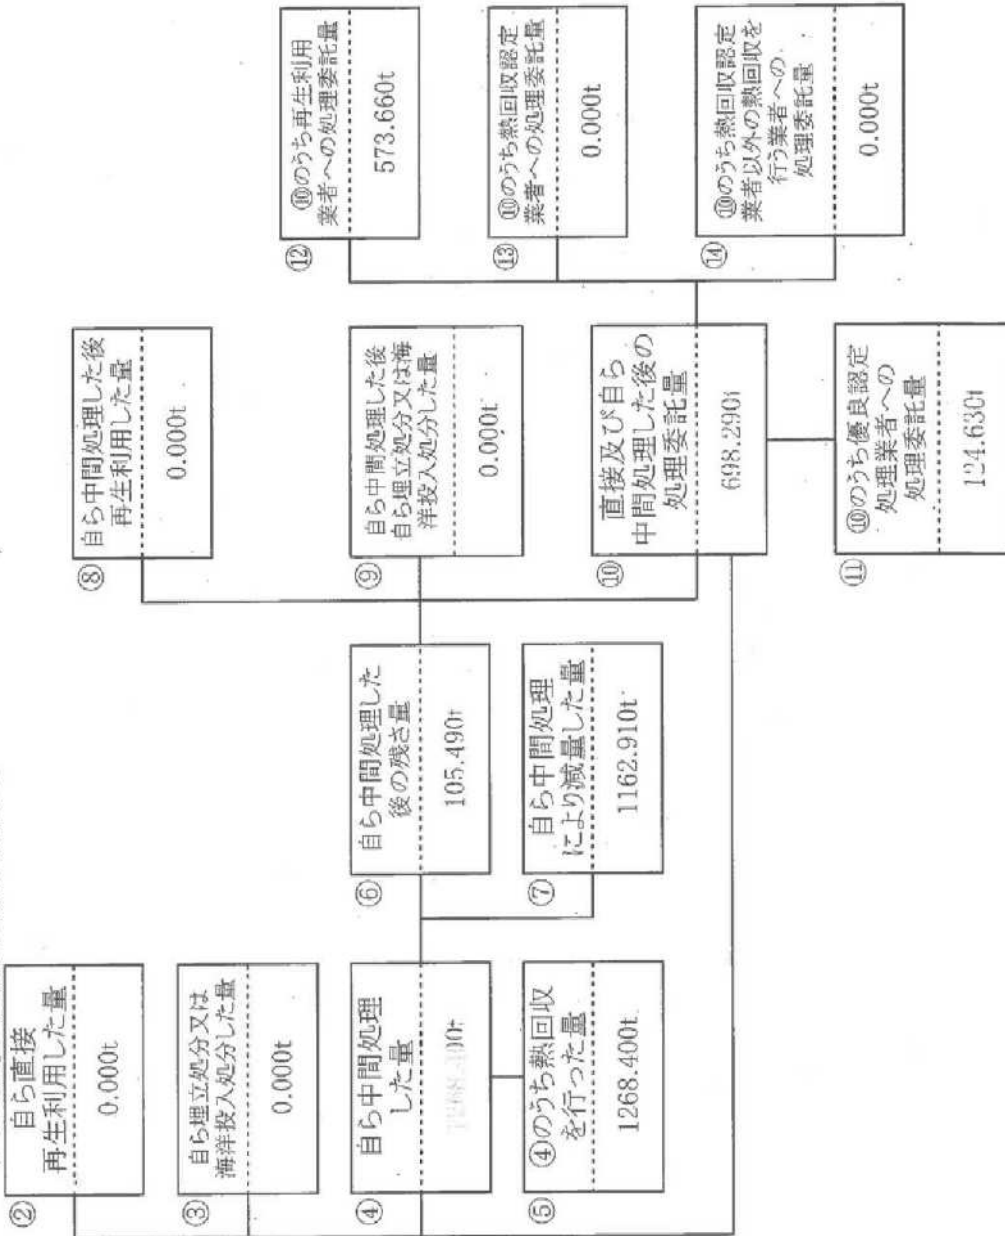 ②
自ら直接
再生利用した量
0.000t
③
自ら埋立処分又は
海洋投入処分した量
0.000t
④
自ら中間処理
した量
1268.400t
⑤
④のうち熱回収
を行った量
1268.400t
⑥
自ら中間処理した
後の残さ量
105.490t
⑦
自ら中間処理
により減量した量
1162.910t
⑧
自ら中間処理した後
再生利用した量
0.000t
⑨
自ら中間処理した後
自ら埋立処分又は海
洋投入処分した量
0.000t
⑩
直接及び自ら
中間処理した後の
処理委託量
698.290t
⑪
⑩のうち優良認定
処理業者への
処理委託量
124.630t
⑫
⑩のうち再生利用
業者への処理委託量
573.660t
⑬
⑩のうち熱回収認定
業者への処理委託量
0.000t
⑭
⑩のうち熱回収認定
業者以外の熱回収を
行う業者への
処理委託量
0.000t